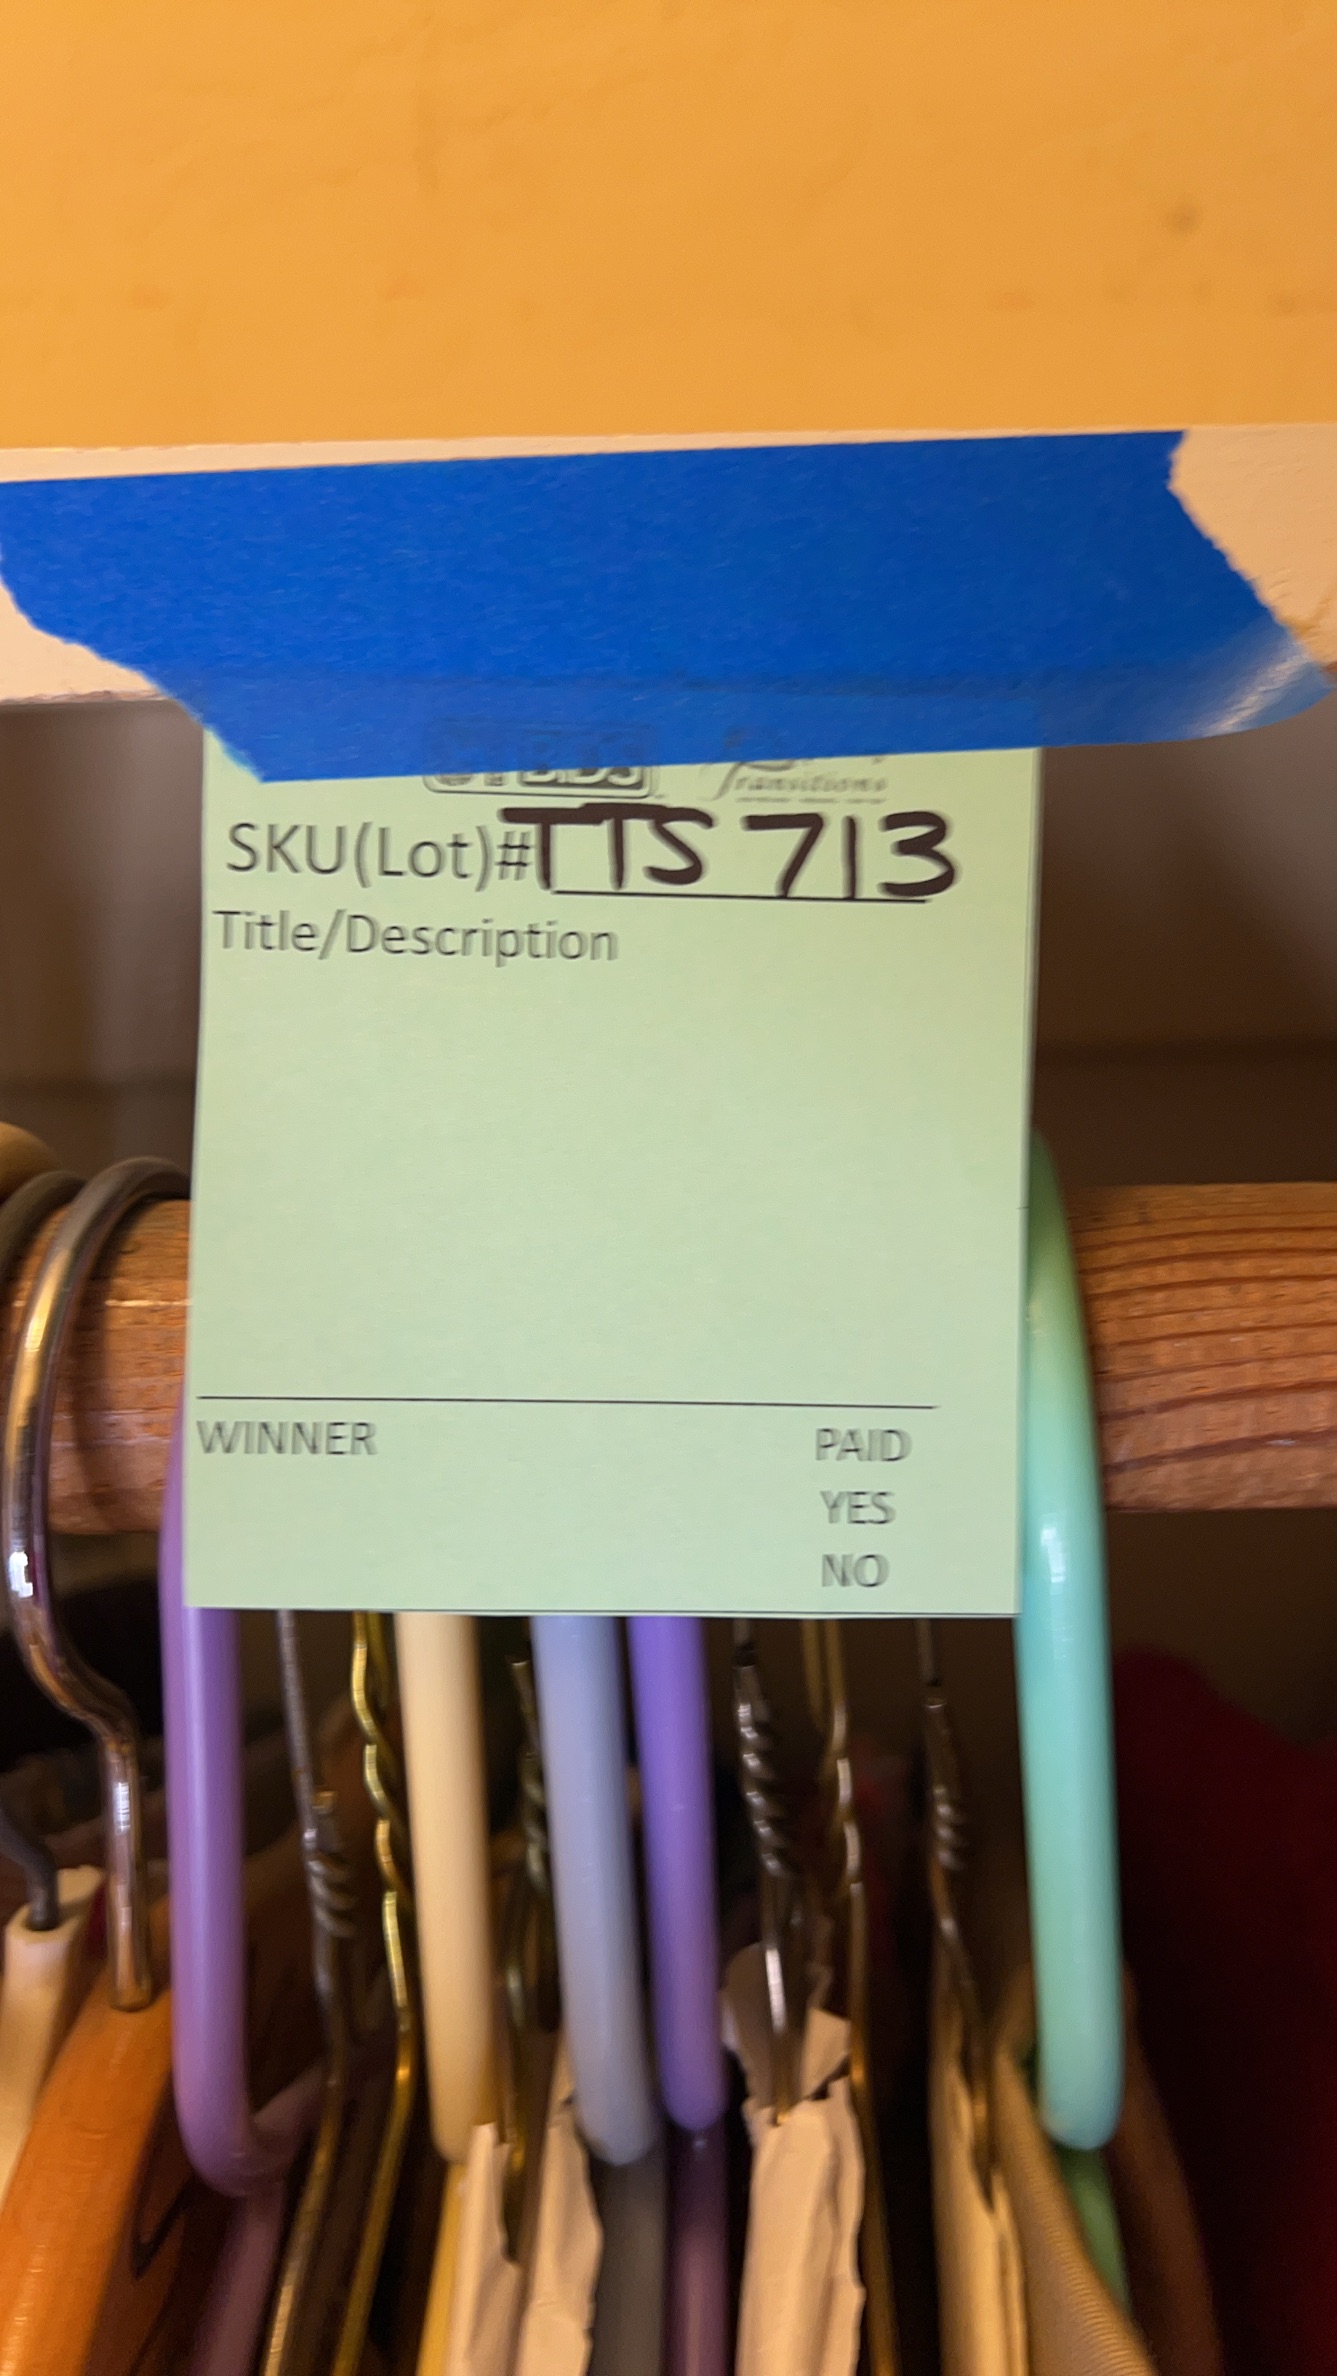 Transitions
SKU(Lot)# TTS 713
Title/Description
WINNER PAID
YES
NO